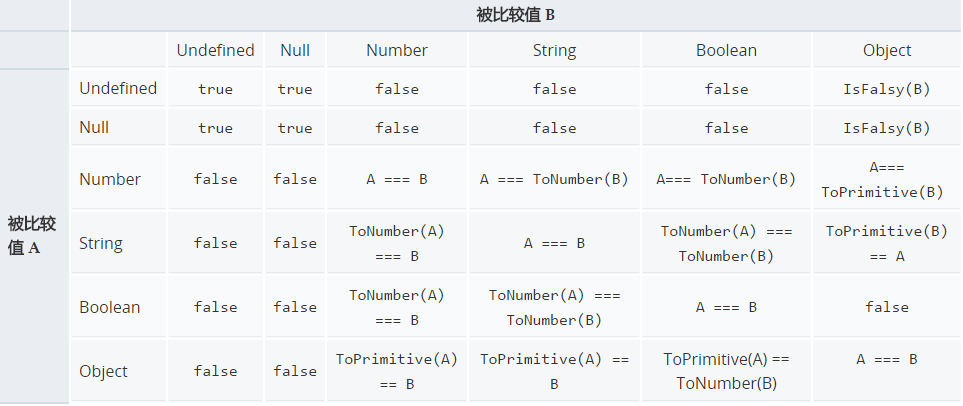 被比较值 B
Undefined Null Number String Boolean Object
Undefined true true false false false IsFalsy(B)
Null true true false false false IsFalsy(B)
Number false false A === B A === ToNumber(B) A=== ToNumber(B) A===
ToPrimitive(B)
被比较
值 A
String false false ToNumber(A)
=== B A === B ToNumber(A) ===
ToNumber(B) ToPrimitive(B)
== A
Boolean false false ToNumber(A)
=== B ToNumber(A) ===
ToNumber(B) A === B false
Object false false ToPrimitive(A)
== B ToPrimitive(A) ==
B ToPrimitive(A) ==
ToNumber(B) A === B